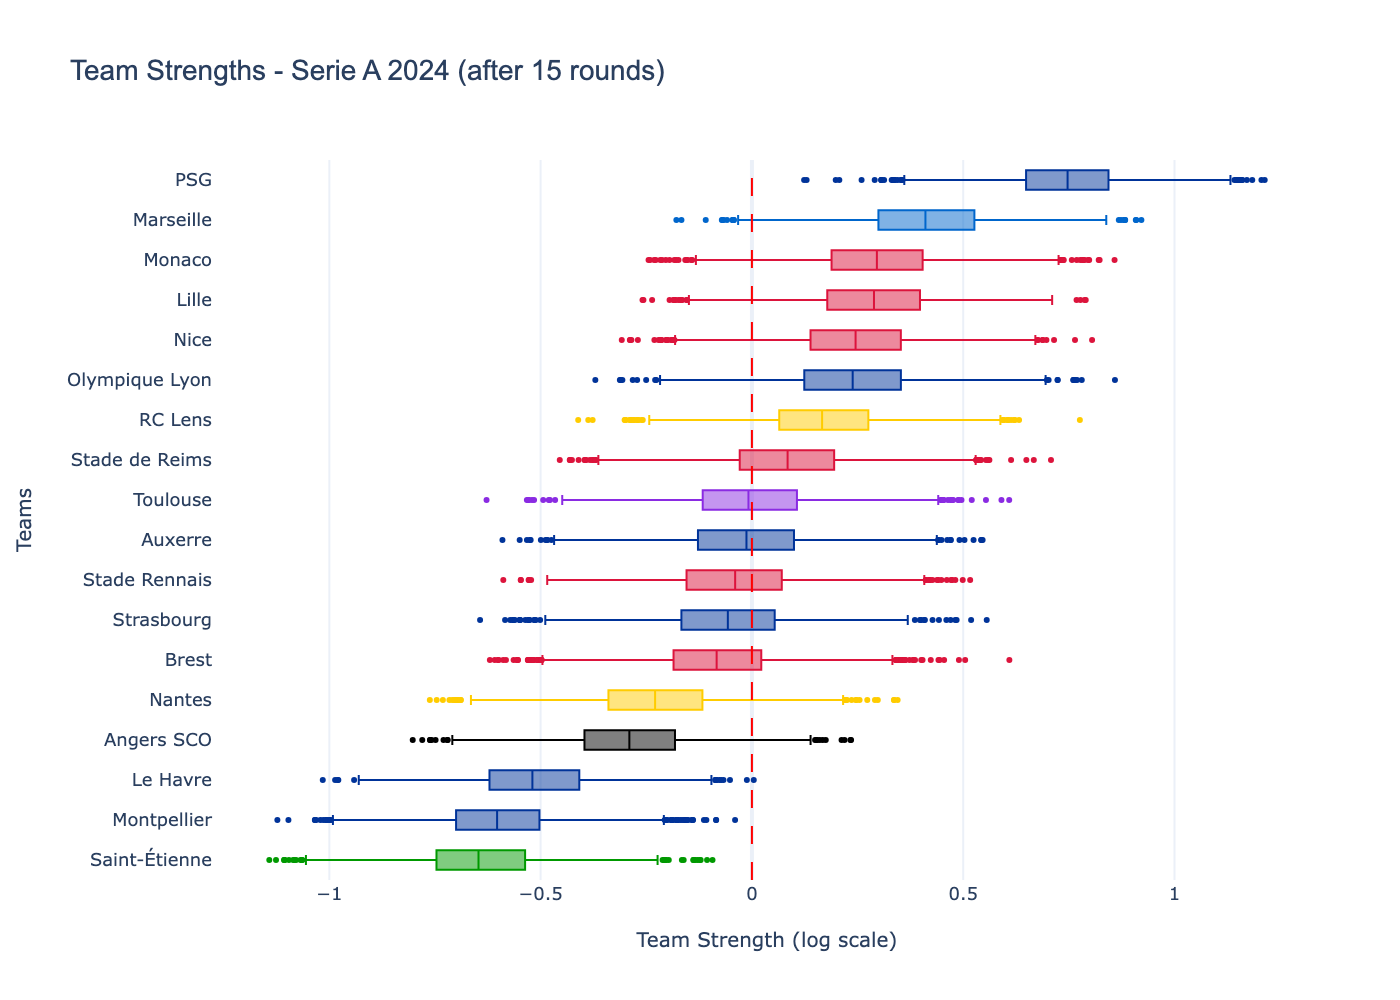 Team Strengths - Serie A 2024 (after 15 rounds)
PSG
Marseille
Monaco
Lille
Nice
Olympique Lyon
RC Lens
Stade de Reims
Toulouse
Auxerre
Stade Rennais
Strasbourg
Brest
Nantes
Angers SCO
Le Havre
Montpellier
Saint-Étienne
Teams
−1 −0.5 0 0.5 1
Team Strength (log scale)